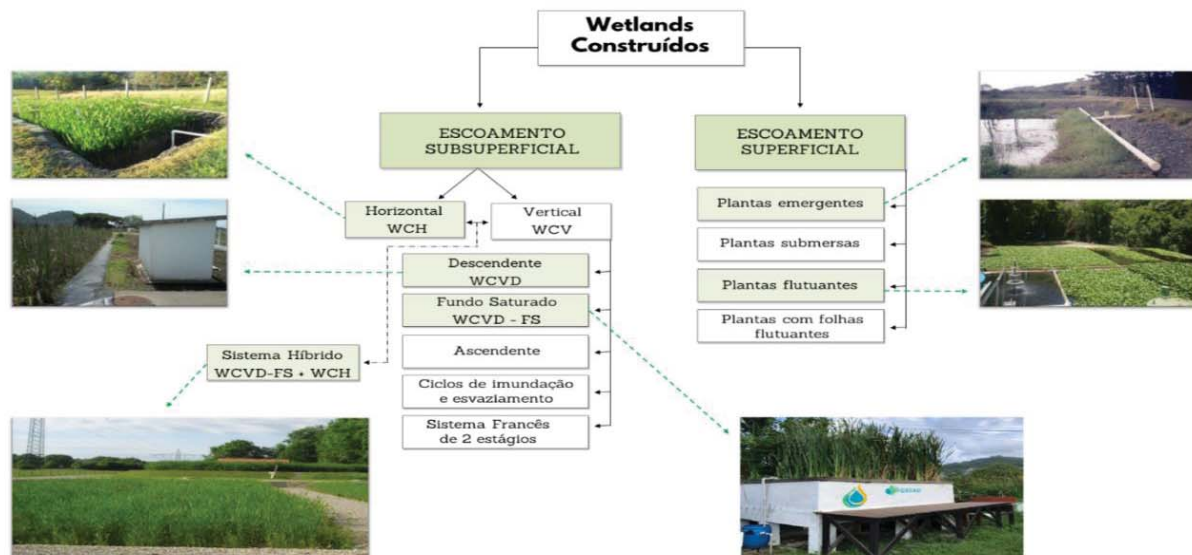 Wetlands
Construídos
ESCOAMENTO
SUBSUPERFICIAL
ESCOAMENTO
SUPERFICIAL
Horizontal
WCH
Vertical
WCV
Descendente
WCVD
Fundo Saturado
WCVD - FS
Ascendente
Ciclos de imundação
e esvaziamento
Sistema Francês
de 2 estágios
Sistema Híbrido
WCVD-FS + WCH
Plantas emergentes
Plantas submersas
Plantas flutuantes
Plantas com folhas
flutuantes